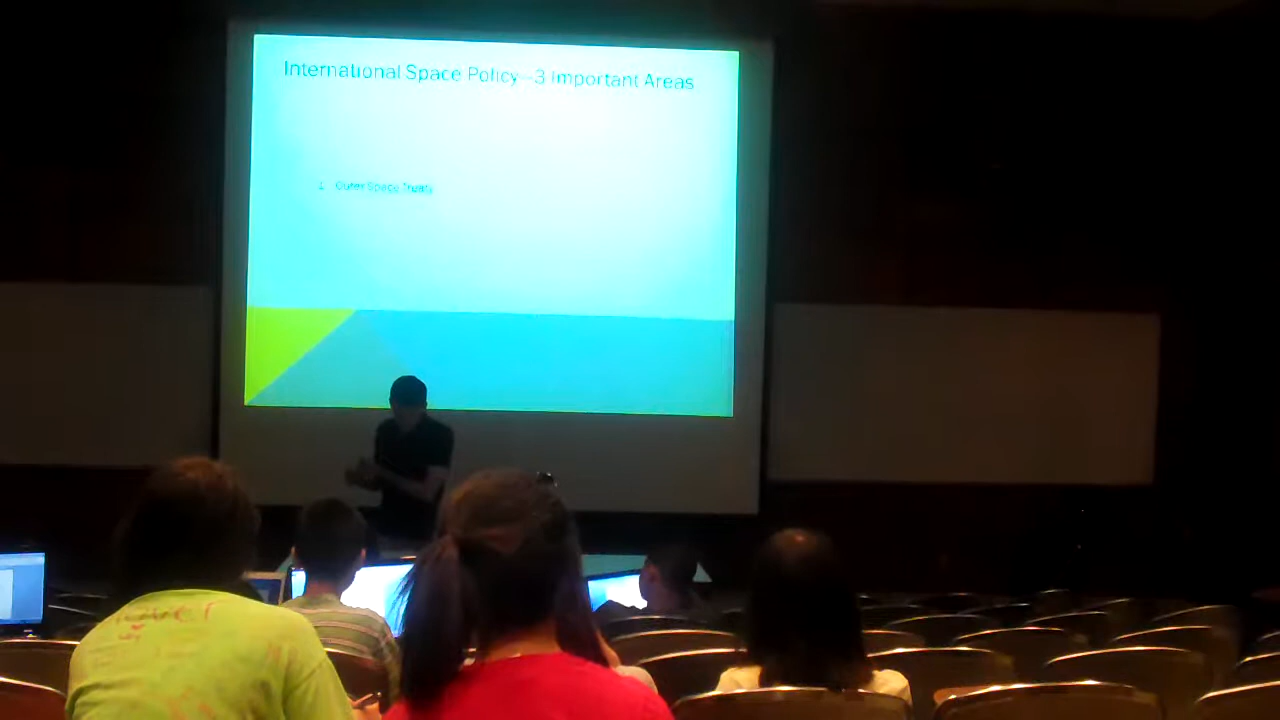 International Space Policy—3 Important Areas
1. Outer Space Treaty